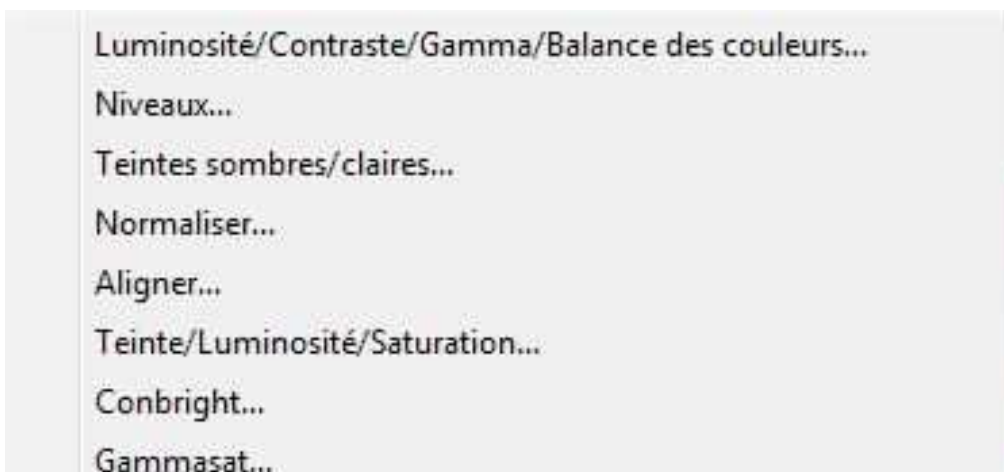 Luminosité/Contraste/Gamma/Balance des couleurs...
Niveaux...
Teintes sombres/claires...
Normaliser...
Aligner...
Teinte/Luminosité/Saturation...
Conbright...
Gammasat...